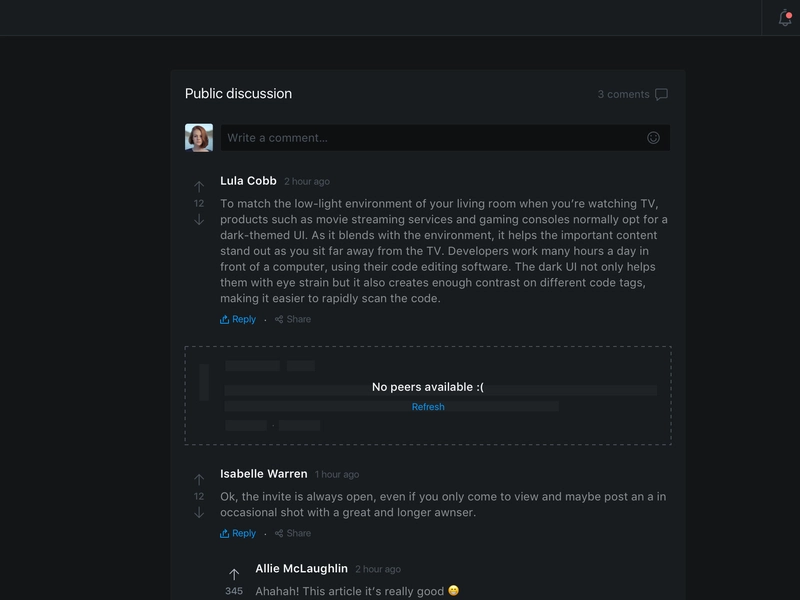 Public discussion
3 coments
Write a comment...
Lula Cobb 2 hour ago
12
To match the low-light environment of your living room when you’re watching TV,
products such as movie streaming services and gaming consoles normally opt for a
dark-themed UI. As it blends with the environment, it helps the important content
stand out as you sit far away from the TV. Developers work many hours a day in
front of a computer, using their code editing software. The dark UI not only helps
them with eye strain but it also creates enough contrast on different code tags,
making it easier to rapidly scan the code.
Reply . Share
No peers available :(
Refresh
Isabelle Warren 1 hour ago
12
Ok, the invite is always open, even if you only come to view and maybe post an a in
occasional shot with a great and longer awnser.
Reply . Share
Allie McLaughlin 2 hour ago
345
Ahahah! This article it's really good 😄